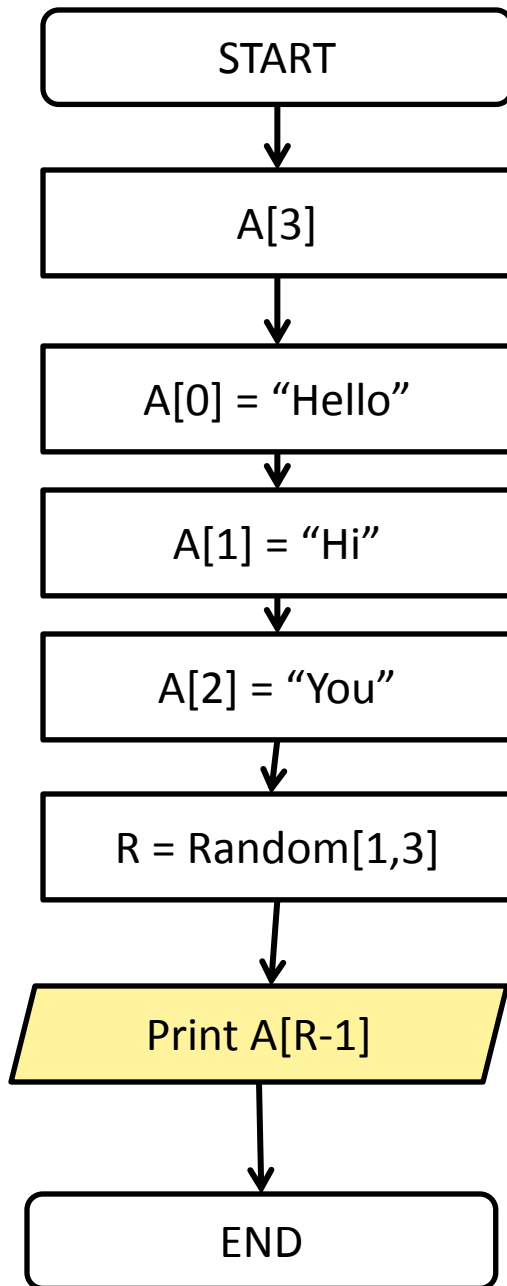 START
A[3]
A[0] = “Hello”
A[1] = “Hi”
A[2] = “You”
R = Random[1,3]
Print A[R-1]
END